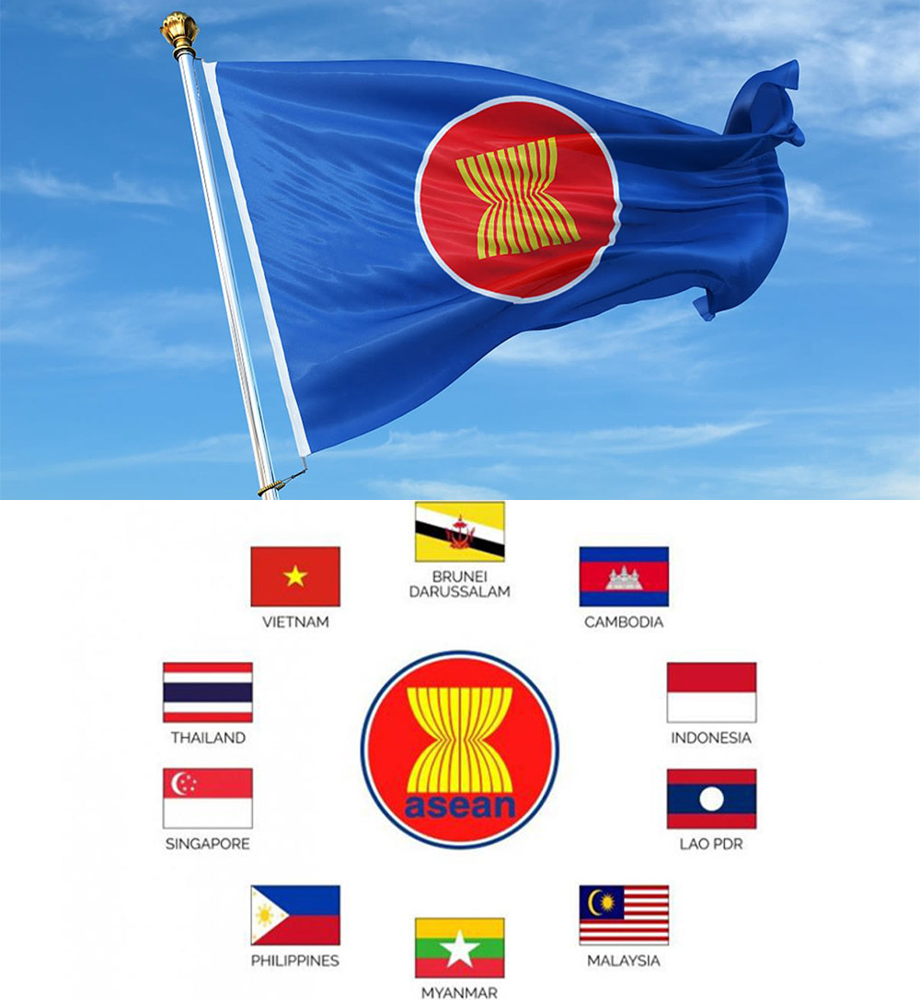 BRUNEI
DARUSSALAM
VIETNAM
CAMBODIA
THAILAND
INDONESIA
asean
SINGAPORE
LAO PDR
PHILIPPINES
MALAYSIA
MYANMAR